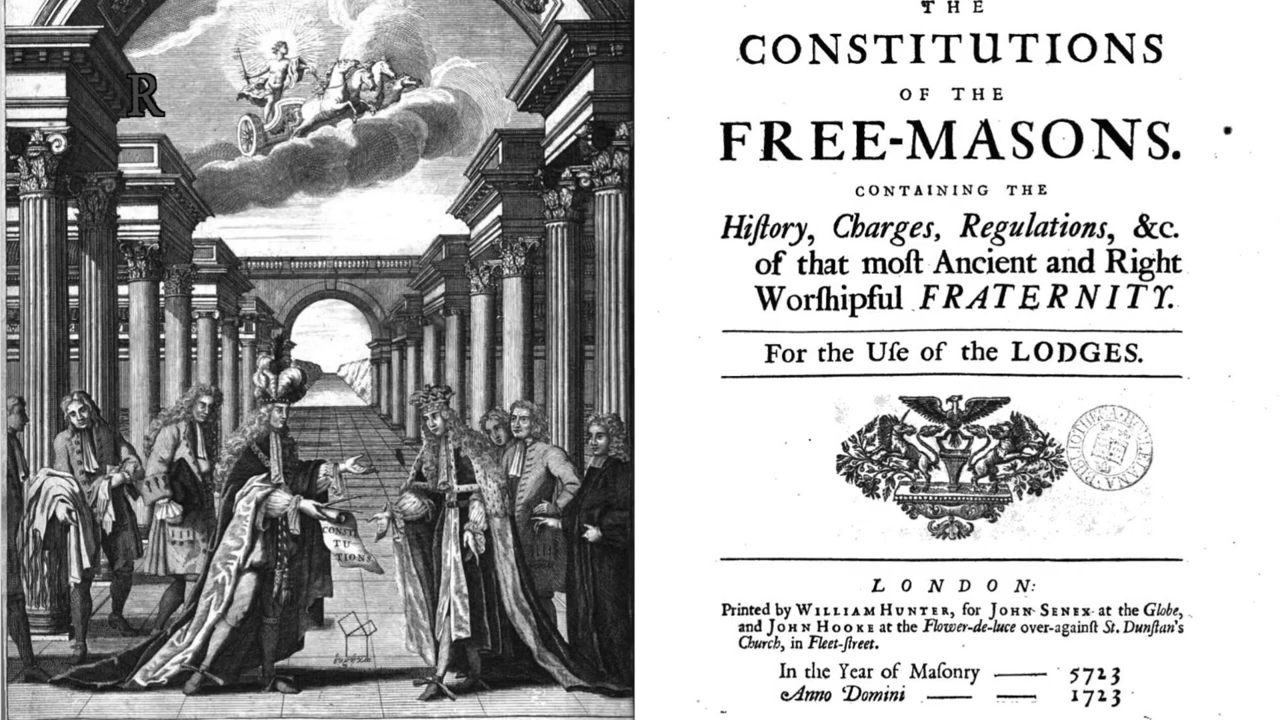 R
CONSTI
TU
TIONS
THE
CONSTITUTIONS
OF THE
FREE-MASONS.
CONTAINING THE
Hiſtory, Charges, Regulations, &c.
of that moſt Ancient and Right
Worſhipful FRATERNITY.
For the Uſe of the LODGES.
LONDON:
Printed by WILLIAM HUNTER, for JOHN SENEX at the Globe,
and JOHN HOOKE at the Flower-de-luce over-againſt St. Dunſtan's
Church, in Fleet-ſtreet.
In the Year of Maſonry —— 5723
Anno Domini —— — 1723